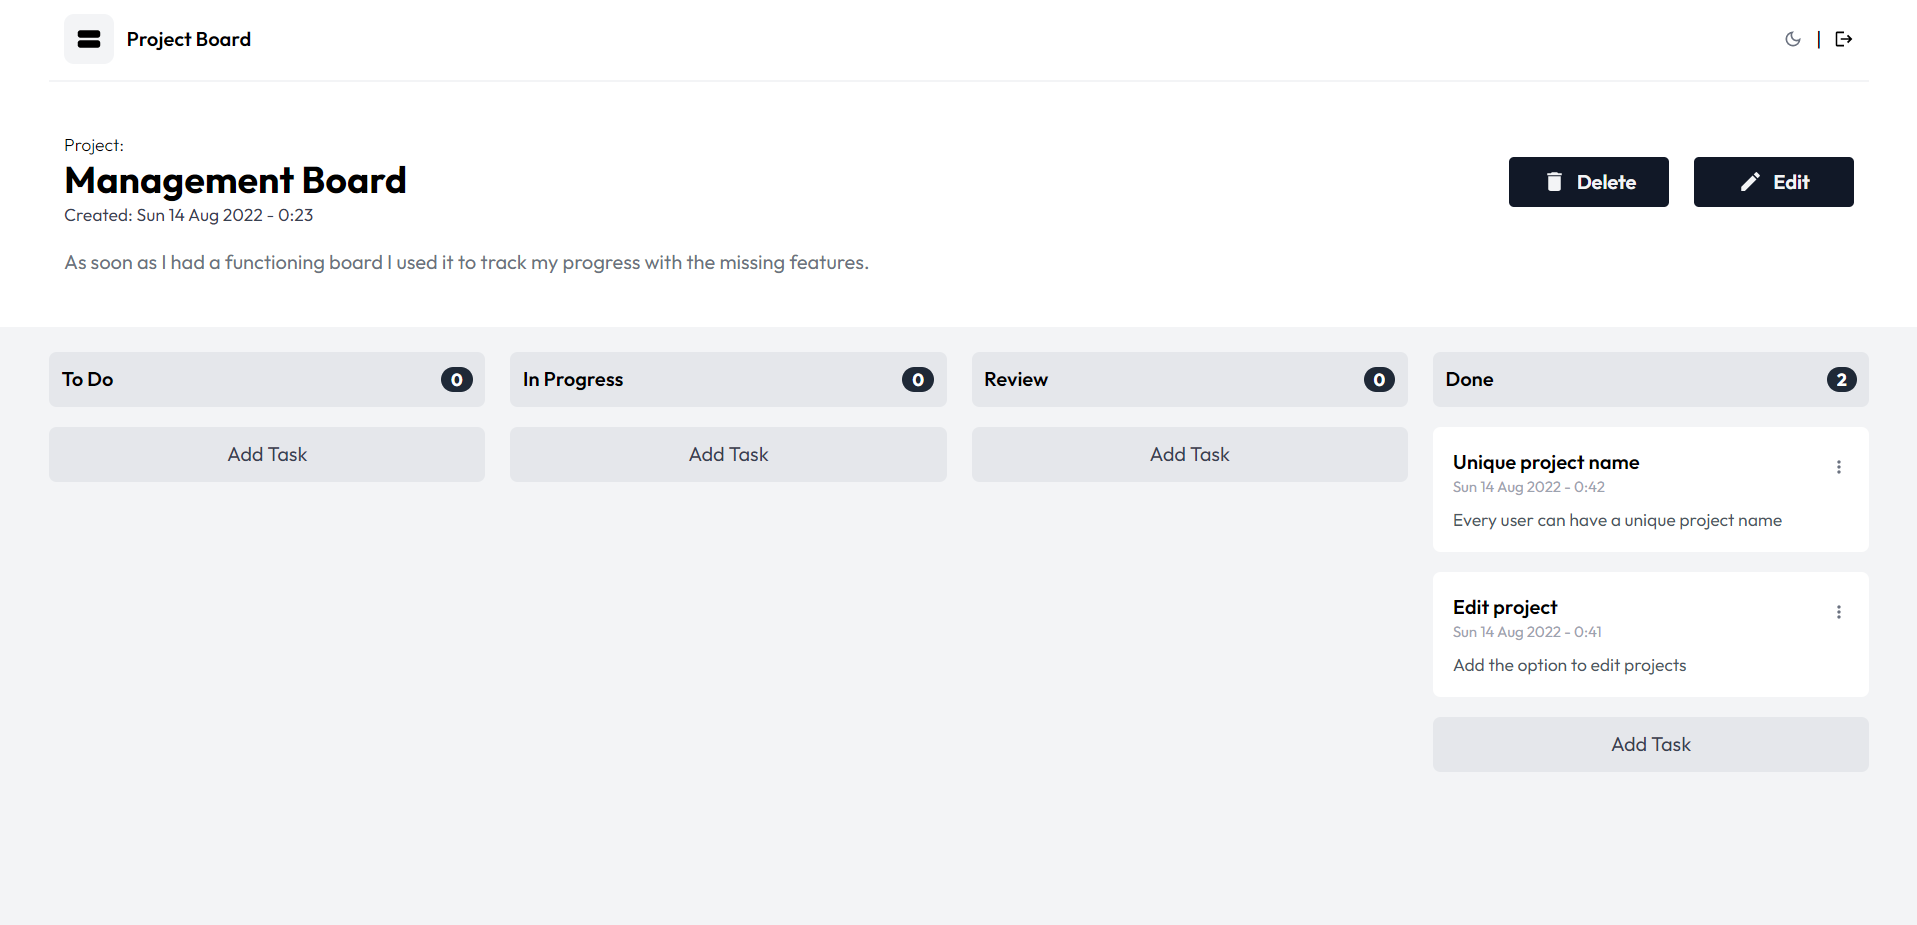 Project Board
Project:
Management Board
Created: Sun 14 Aug 2022 - 0:23
Delete
Edit
As soon as I had a functioning board I used it to track my progress with the missing features.
To Do 0
Add Task
In Progress 0
Add Task
Review 0
Add Task
Done 2
Unique project name
Sun 14 Aug 2022 - 0:42
Every user can have a unique project name
Edit project
Sun 14 Aug 2022 - 0:41
Add the option to edit projects
Add Task